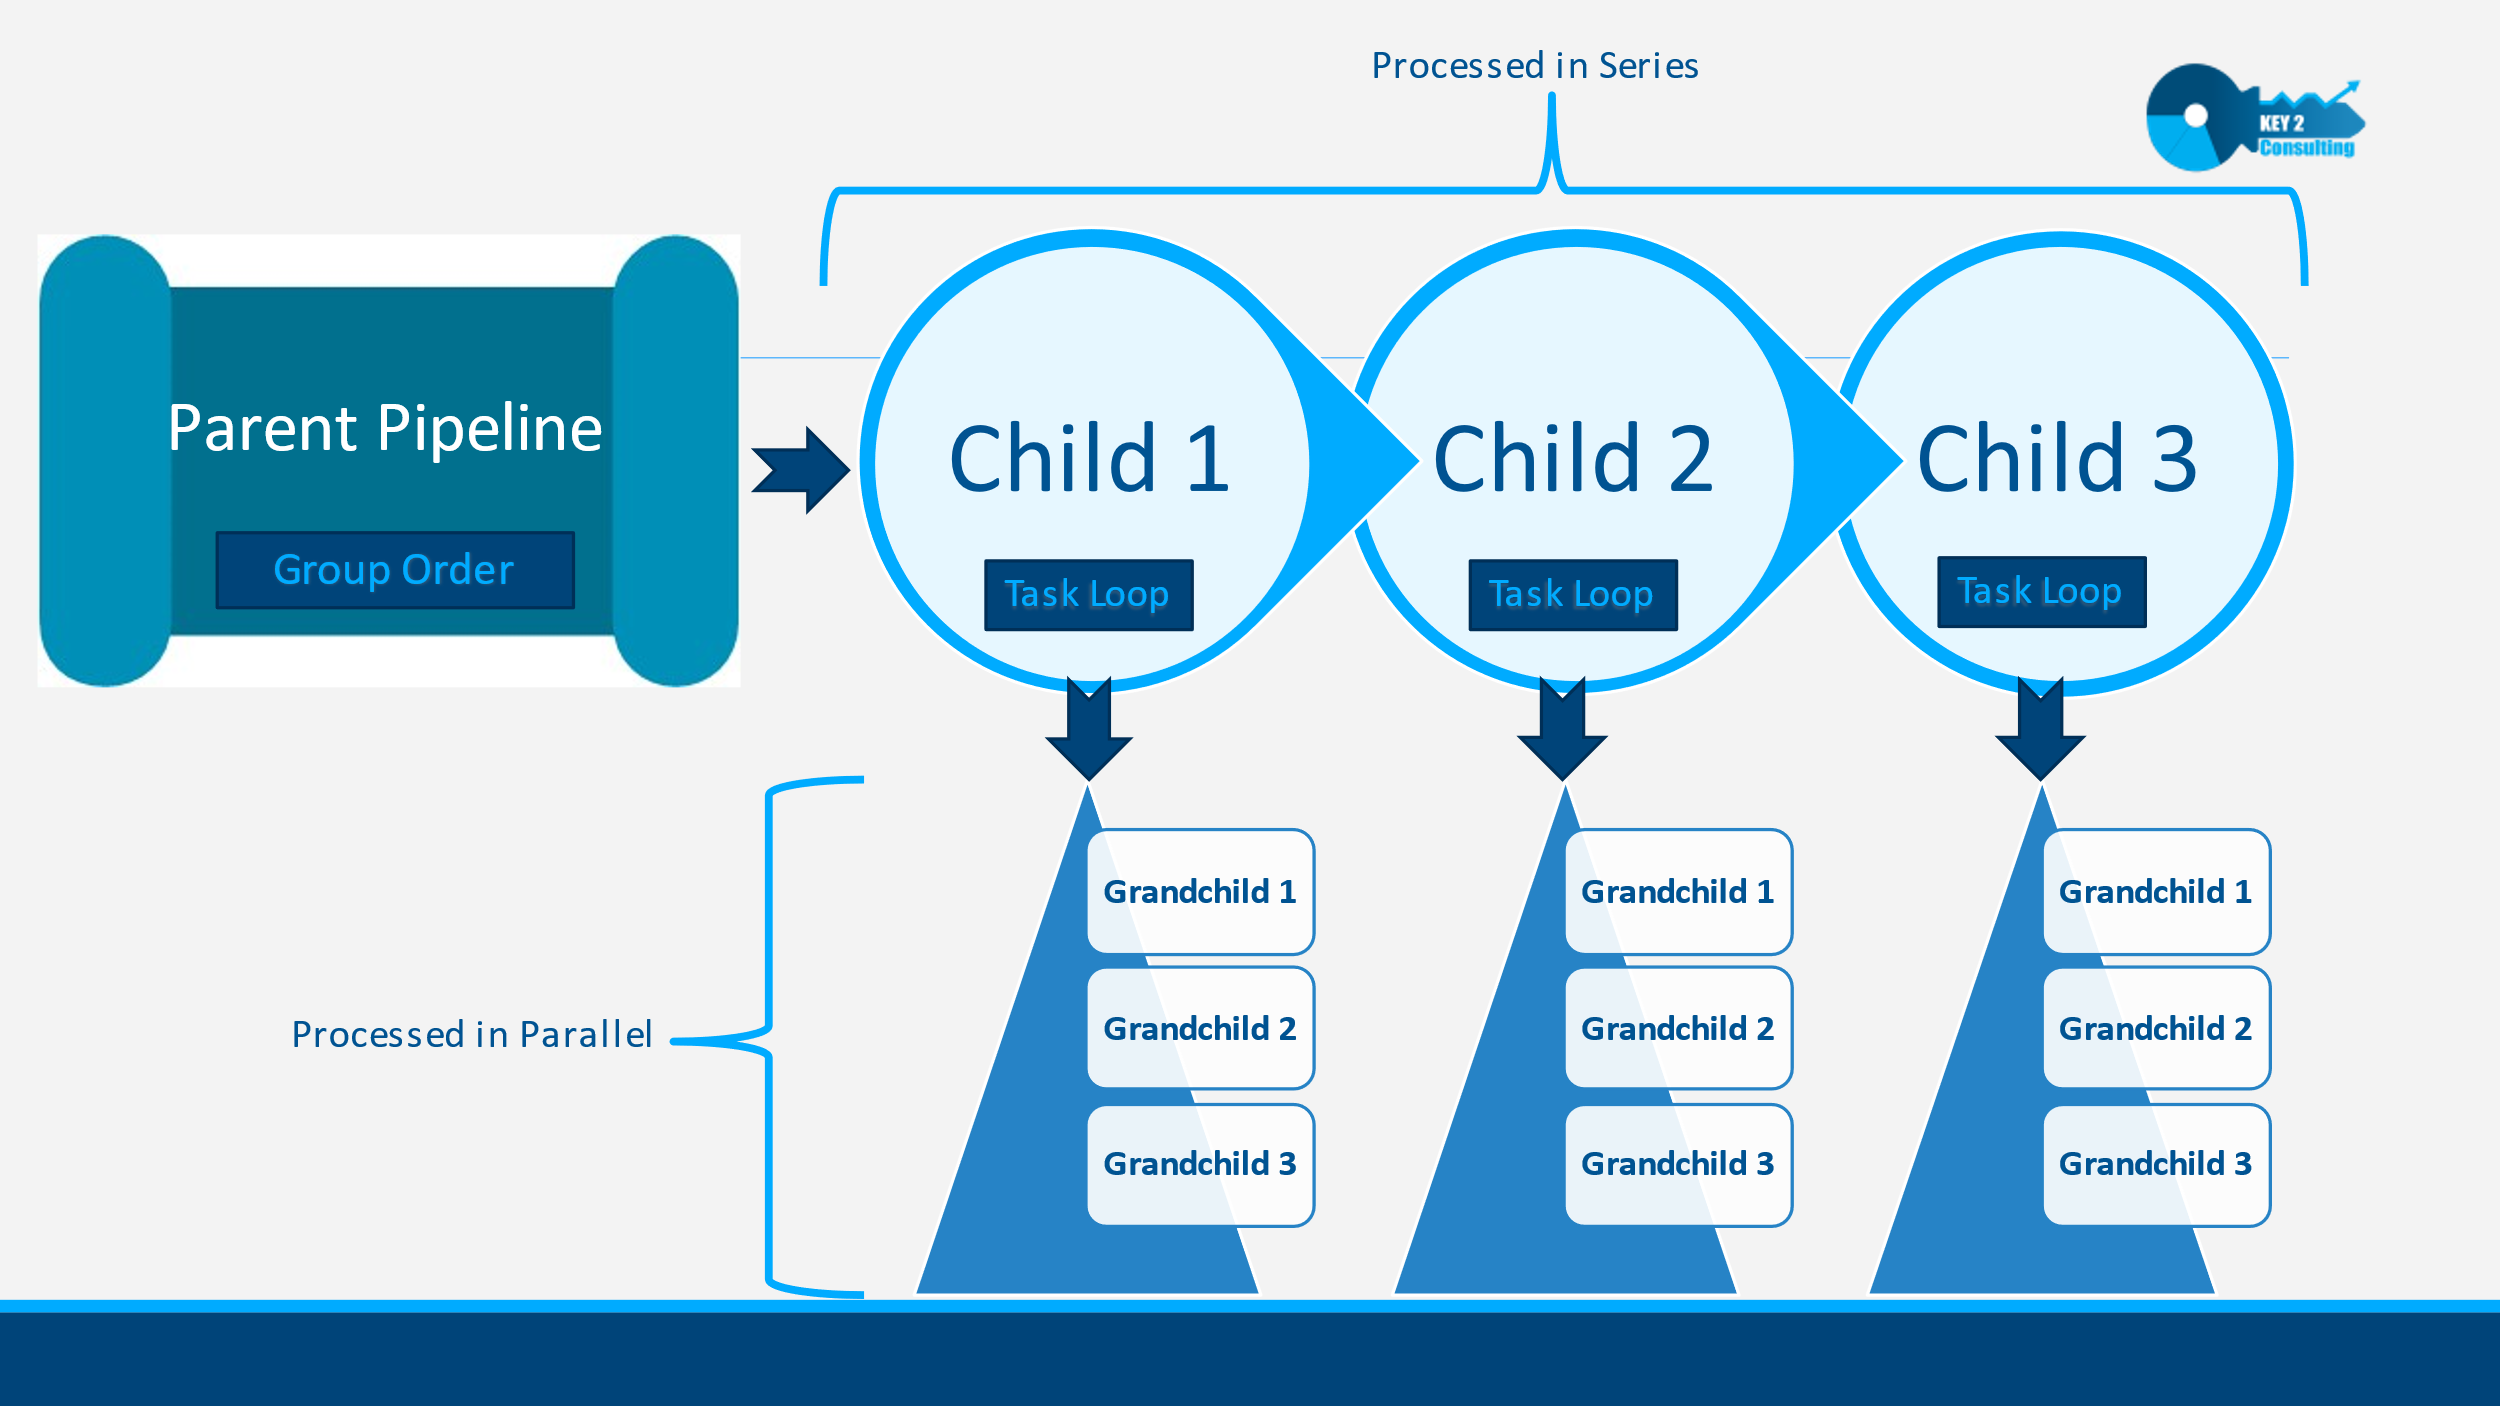 Processed in Series
KEY 2
Consulting
Parent Pipeline
Group Order
Child 1
Child 2
Child 3
Task Loop
Task Loop
Task Loop
Processed in Parallel
Grandchild 1
Grandchild 2
Grandchild 3
Grandchild 1
Grandchild 2
Grandchild 3
Grandchild 1
Grandchild 2
Grandchild 3